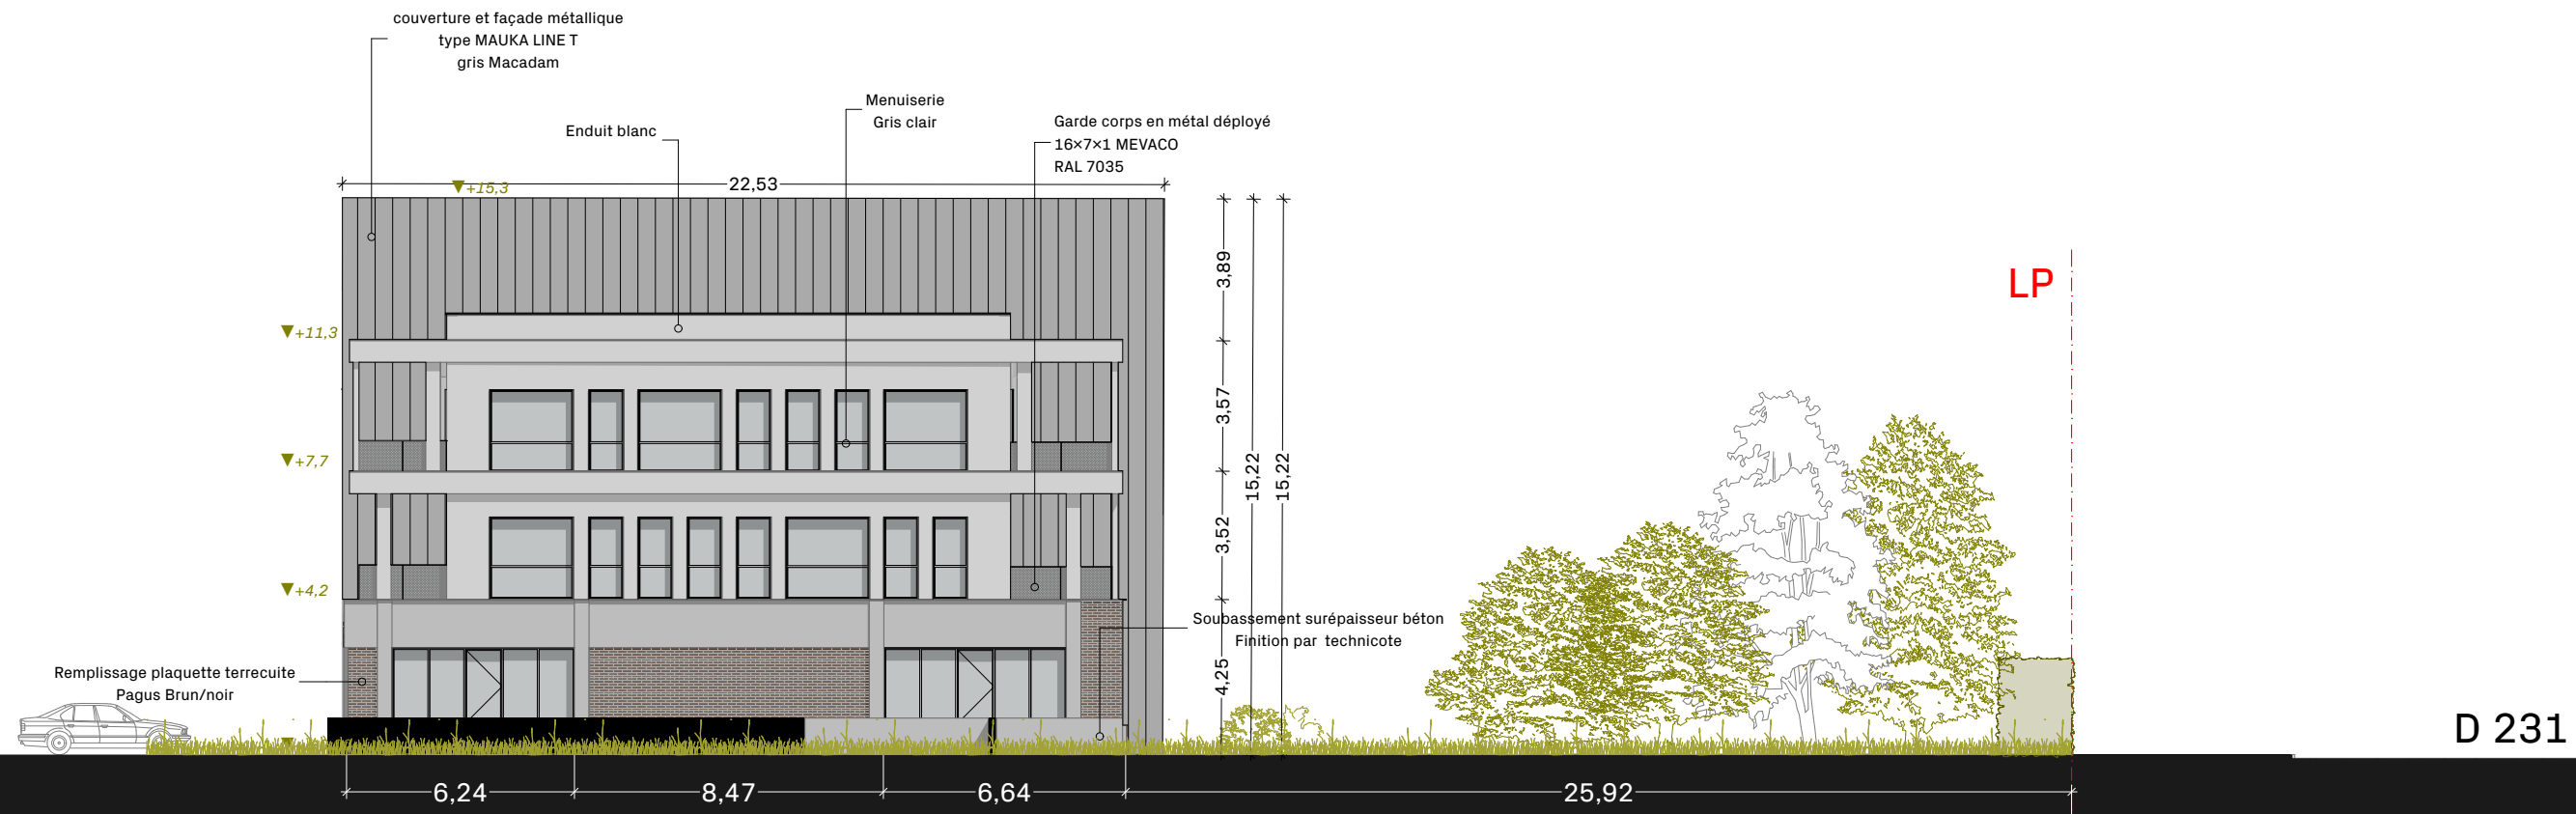 couverture et façade métallique
type MAUKA LINE T
gris Macadam
Menuiserie
Gris clair
Enduit blanc
Garde corps en métal déployé
16×7×1 MEVACO
RAL 7035
+15,3
22,53
3,89
LP
+11,3
3,57
+7,7
15,22
15,22
3,52
+4,2
Soubassement surépaisseur béton
Finition par technicote
Remplissage plaquette terrecuite
Pagus Brun/noir
4,25
D 231
6,24
8,47
6,64
25,92